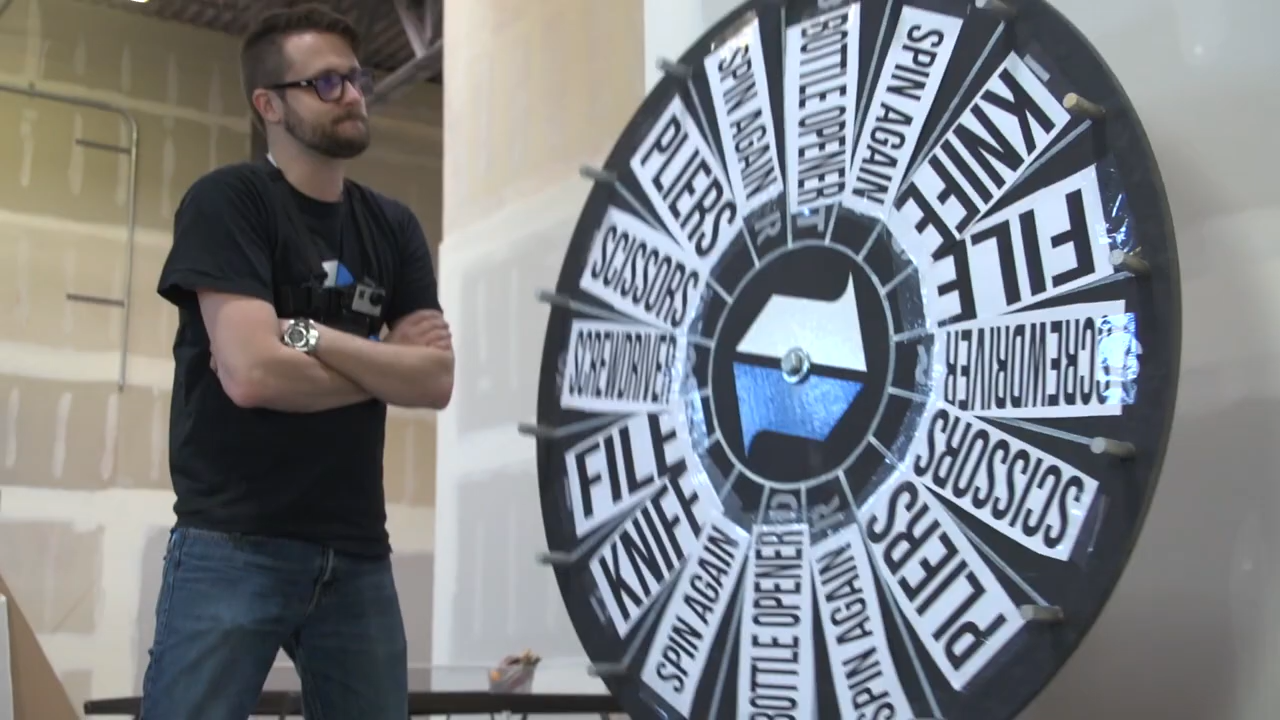 BOTTLE OPENER
SPIN AGAIN
KNIFE
FILE
SCREWDRIVER
SCISSORS
PLIERS
SPIN AGAIN
BOTTLE OPENER
SPIN AGAIN
KNIFE
FILE
SCREWDRIVER
SCISSORS
PLIERS
SPIN AGAIN